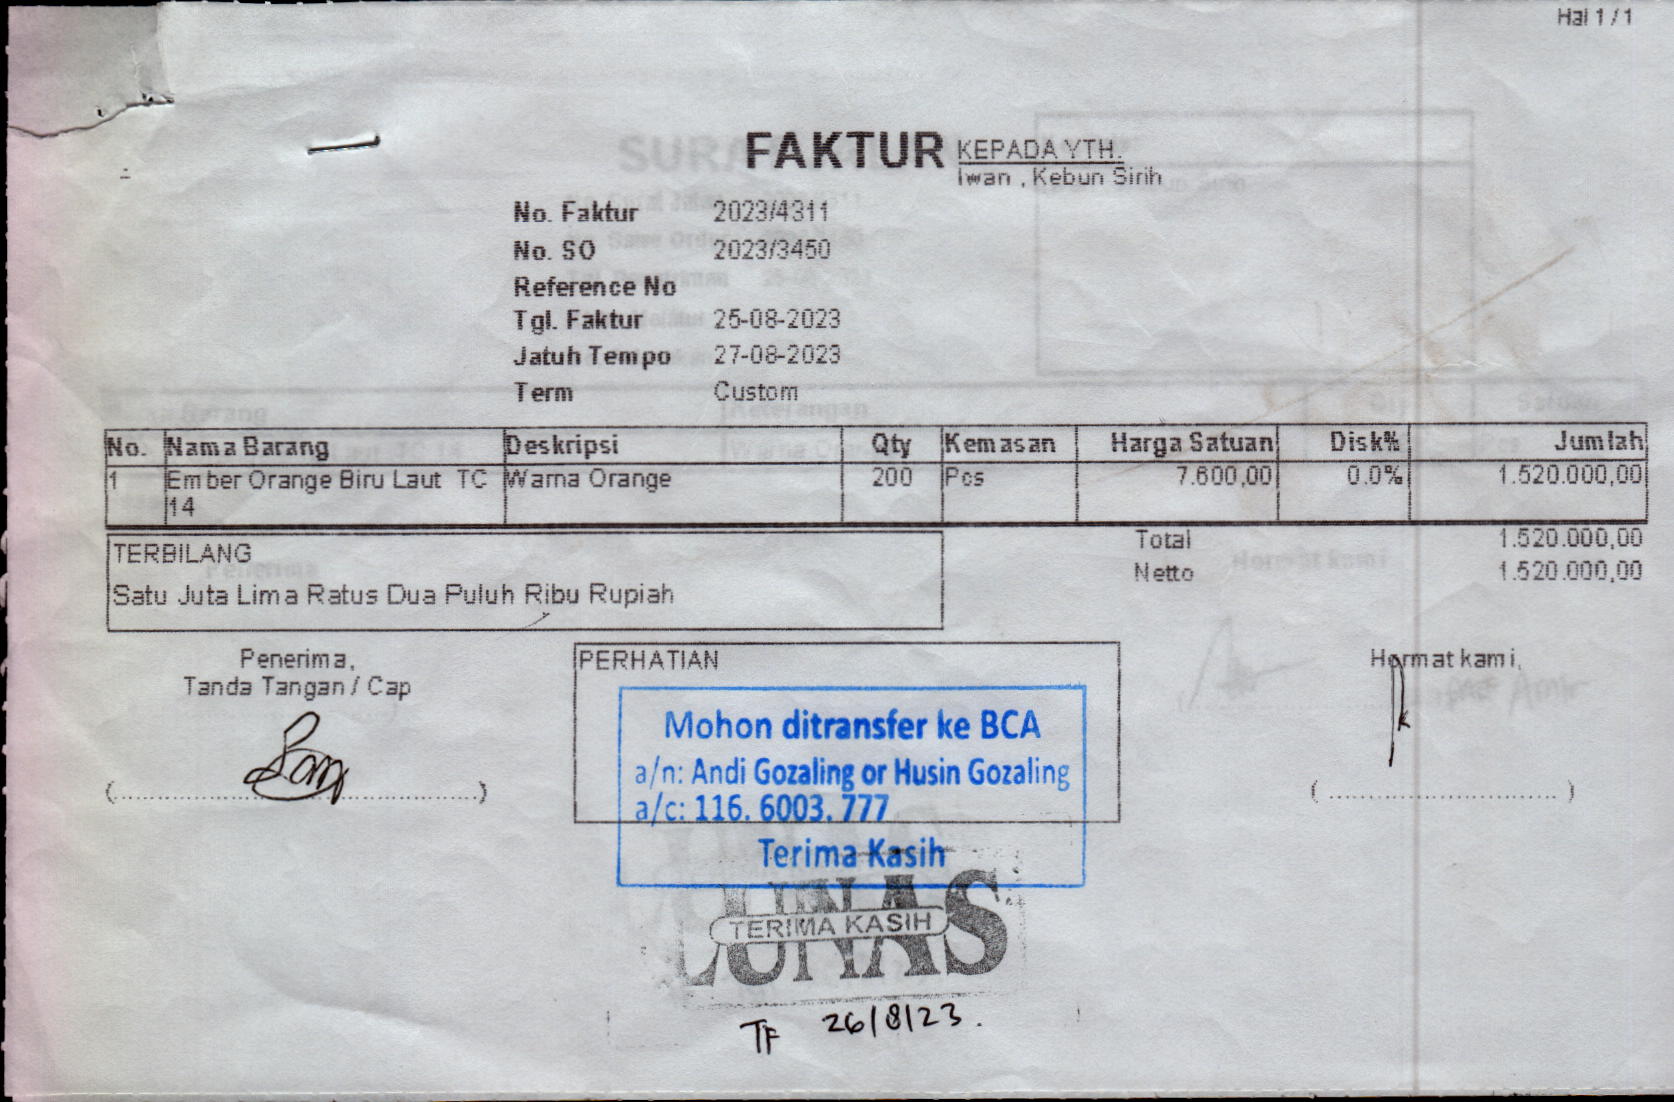 Hal 1 / 1
FAKTUR
KEPADA YTH.
Iwan , Kebun Sirih
No. Faktur 2023/4311
No. SO 2023/3450
Reference No
Tgl. Faktur 25-08-2023
Jatuh Tempo 27-08-2023
Term Custom
No. Nama Barang Deskripsi Qty Kemasan Harga Satuan Disk% Jumlah
1 Ember Orange Biru Laut TC Warna Orange 200 Pcs 7.600,00 0.0% 1.520.000,00
14
Total 1.520.000,00
Netto 1.520.000,00
TERBILANG
Satu Juta Lima Ratus Dua Puluh Ribu Rupiah
Penerima,
Tanda Tangan / Cap
PERHATIAN
Hormat kami,
Mohon ditransfer ke BCA
a/n: Andi Gozaling or Husin Gozaling
a/c: 116. 6003. 777
Terima Kasih
LUNAS
TERIMA KASIH
TF 26/8/23.